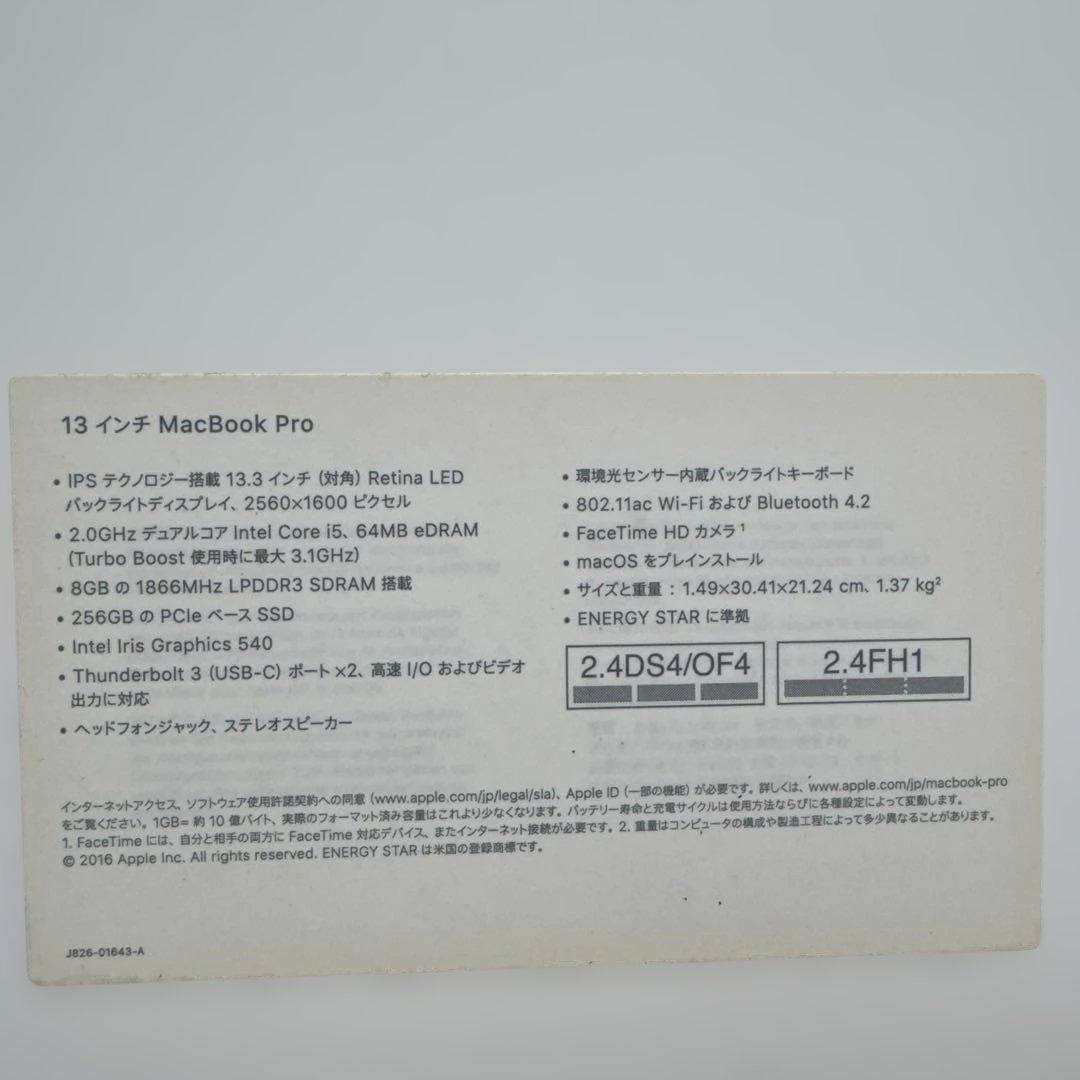 13 インチ MacBook Pro
• IPS テクノロジー搭載 13.3 インチ（対角）Retina LED
バックライトディスプレイ、2560×1600 ピクセル
• 2.0GHz デュアルコア Intel Core i5、64MB eDRAM
(Turbo Boost 使用時に最大 3.1GHz)
• 8GB の 1866MHz LPDDR3 SDRAM 搭載
• 256GB の PCIe ベース SSD
• Intel Iris Graphics 540
• Thunderbolt 3 (USB-C) ポート ×2、高速 I/O およびビデオ
出力に対応
• ヘッドフォンジャック、ステレオスピーカー
• 環境光センサー内蔵バックライトキーボード
• 802.11ac Wi-Fi および Bluetooth 4.2
• FaceTime HD カメラ¹
• macOS をプレインストール
• サイズと重量：1.49×30.41×21.24 cm、1.37 kg²
• ENERGY STAR に準拠
2.4DS4/OF4
2.4FH1
インターネットアクセス、ソフトウェア使用許諾契約への同意（www.apple.com/jp/legal/sla）、Apple ID（一部の機能）が必要です。詳しくは、www.apple.com/jp/macbook-pro
をご覧ください。1GB= 約 10 億バイト、実際のフォーマット済み容量はこれより少なくなります。バッテリー寿命と充電サイクルは使用方法ならびに各種設定によって変動します。
1. FaceTime には、自分と相手の両方に FaceTime 対応デバイス、またインターネット接続が必要です。2. 重量はコンピュータの構成や製造工程によって多少異なることがあります。
© 2016 Apple Inc. All rights reserved. ENERGY STAR は米国の登録商標です。
J826-01643-A